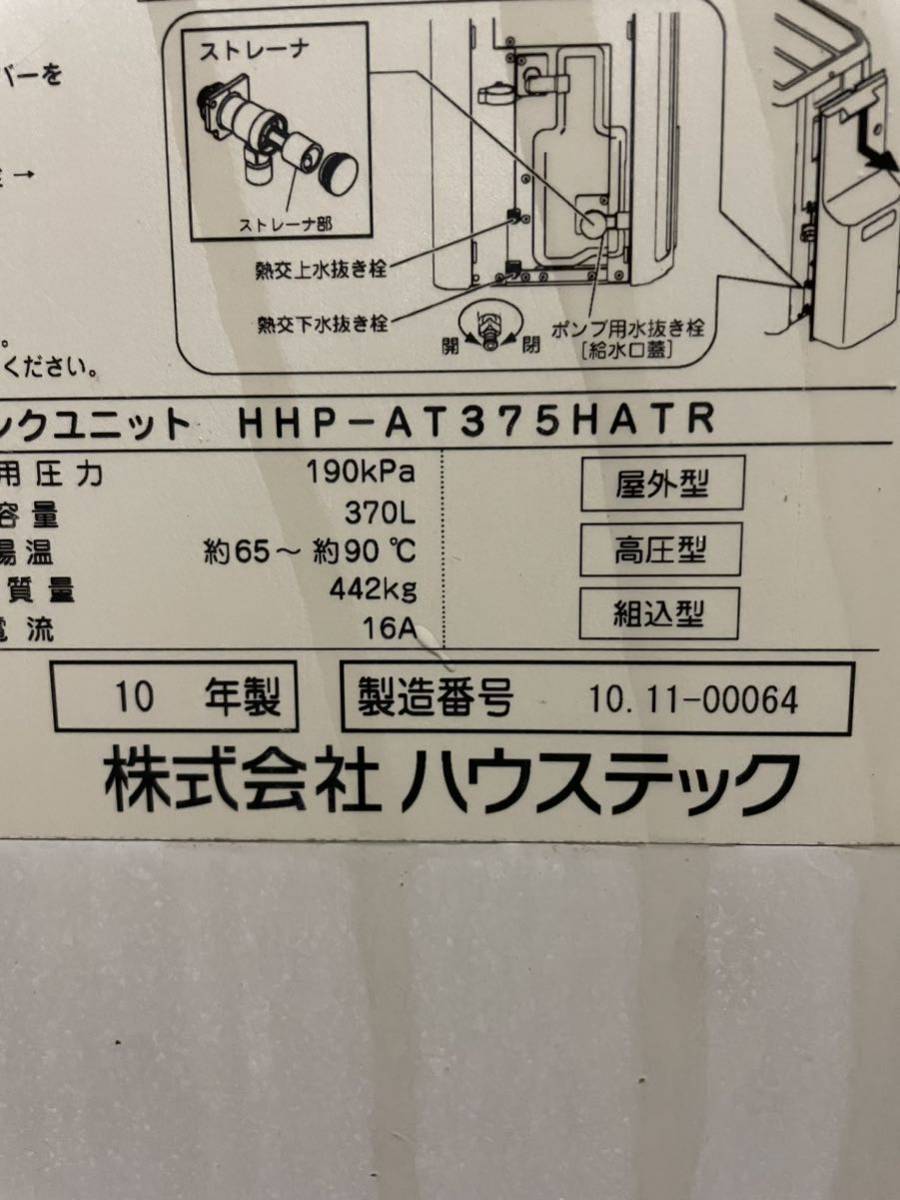 ストレーナ
バーを
→
ストレーナ部
熱交上水抜き栓
熱交下水抜き栓
開 閉
ポンプ用水抜き栓
[給水口蓋]
。
ください。
ンクユニット HHP-AT375HATR
用圧力 190kPa
容量 370L
湯温 約65～約90℃
質量 442kg
電流 16A
屋外型
高圧型
組込型
10 年製
製造番号 10.11-00064
株式会社 ハウステック